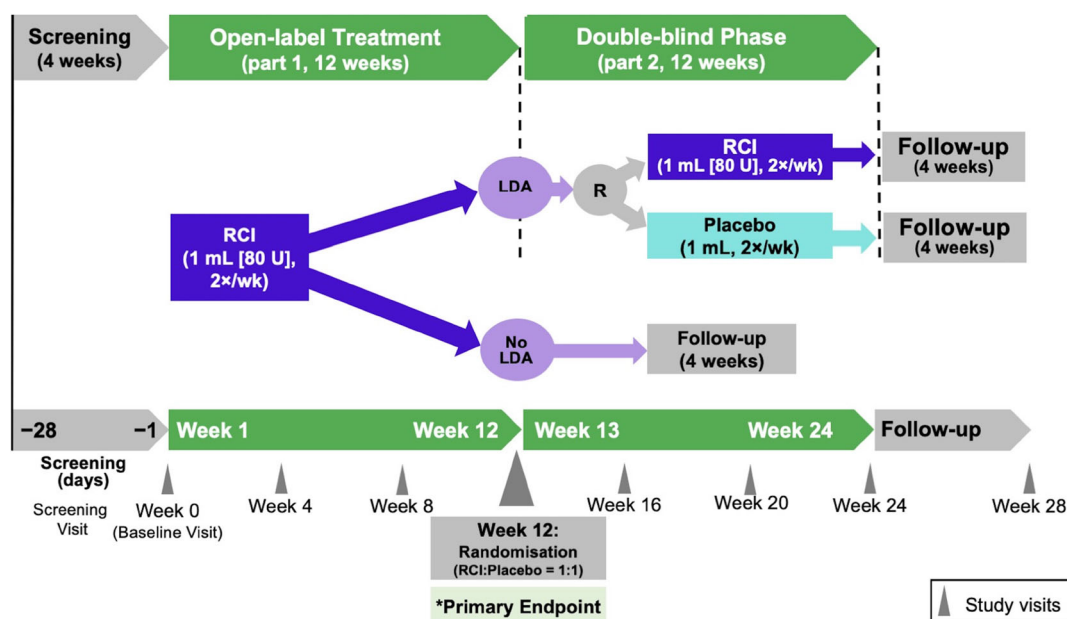 Screening
(4 weeks)
Open-label Treatment
(part 1, 12 weeks)
Double-blind Phase
(part 2, 12 weeks)
RCI
(1 mL [80 U],
2×/wk)
LDA
R
RCI
(1 mL [80 U], 2×/wk)
Follow-up
(4 weeks)
Placebo
(1 mL, 2×/wk)
Follow-up
(4 weeks)
No
LDA
Follow-up
(4 weeks)
−28 −1
Week 1
Week 12
Week 13
Week 24
Follow-up
Screening
(days)
Screening
Visit
Week 0
(Baseline Visit)
Week 4
Week 8
Week 12:
Randomisation
(RCI:Placebo = 1:1)
*Primary Endpoint
Week 16
Week 20
Week 24
Week 28
Study visits